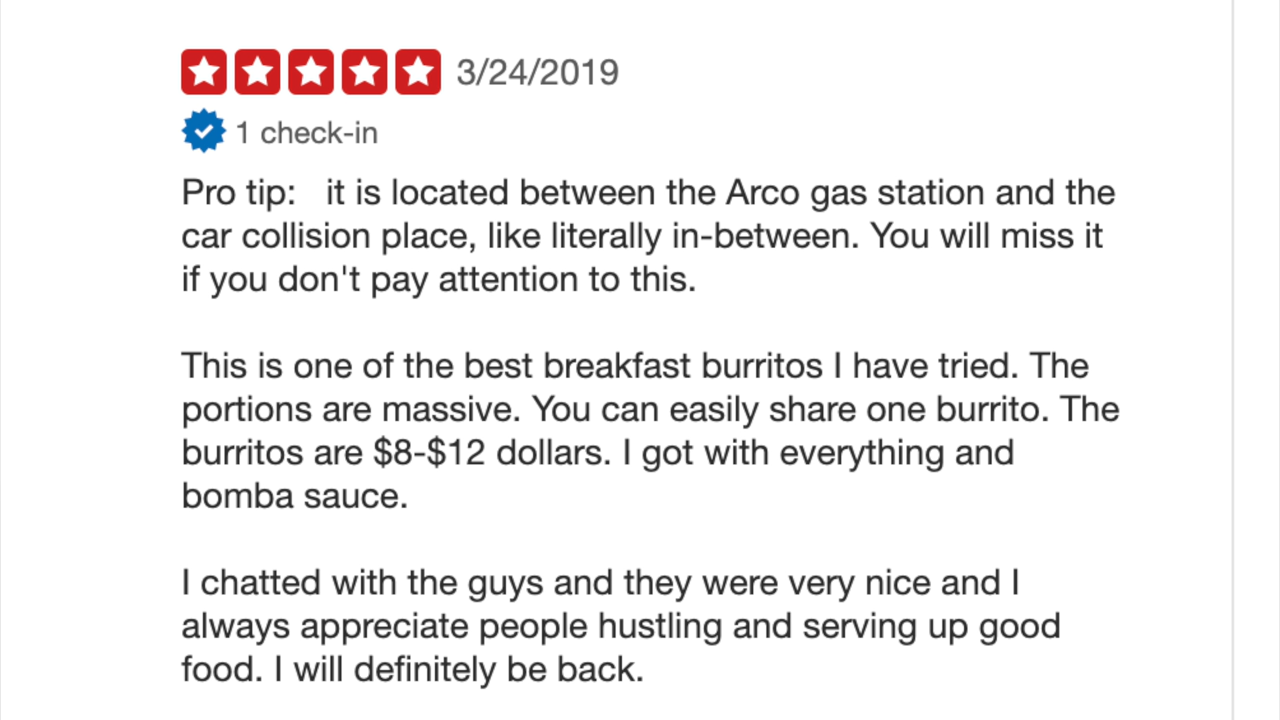 3/24/2019
1 check-in
Pro tip:   it is located between the Arco gas station and the
car collision place, like literally in-between. You will miss it
if you don't pay attention to this.
This is one of the best breakfast burritos I have tried. The
portions are massive. You can easily share one burrito. The
burritos are $8-$12 dollars. I got with everything and
bomba sauce.
I chatted with the guys and they were very nice and I
always appreciate people hustling and serving up good
food. I will definitely be back.